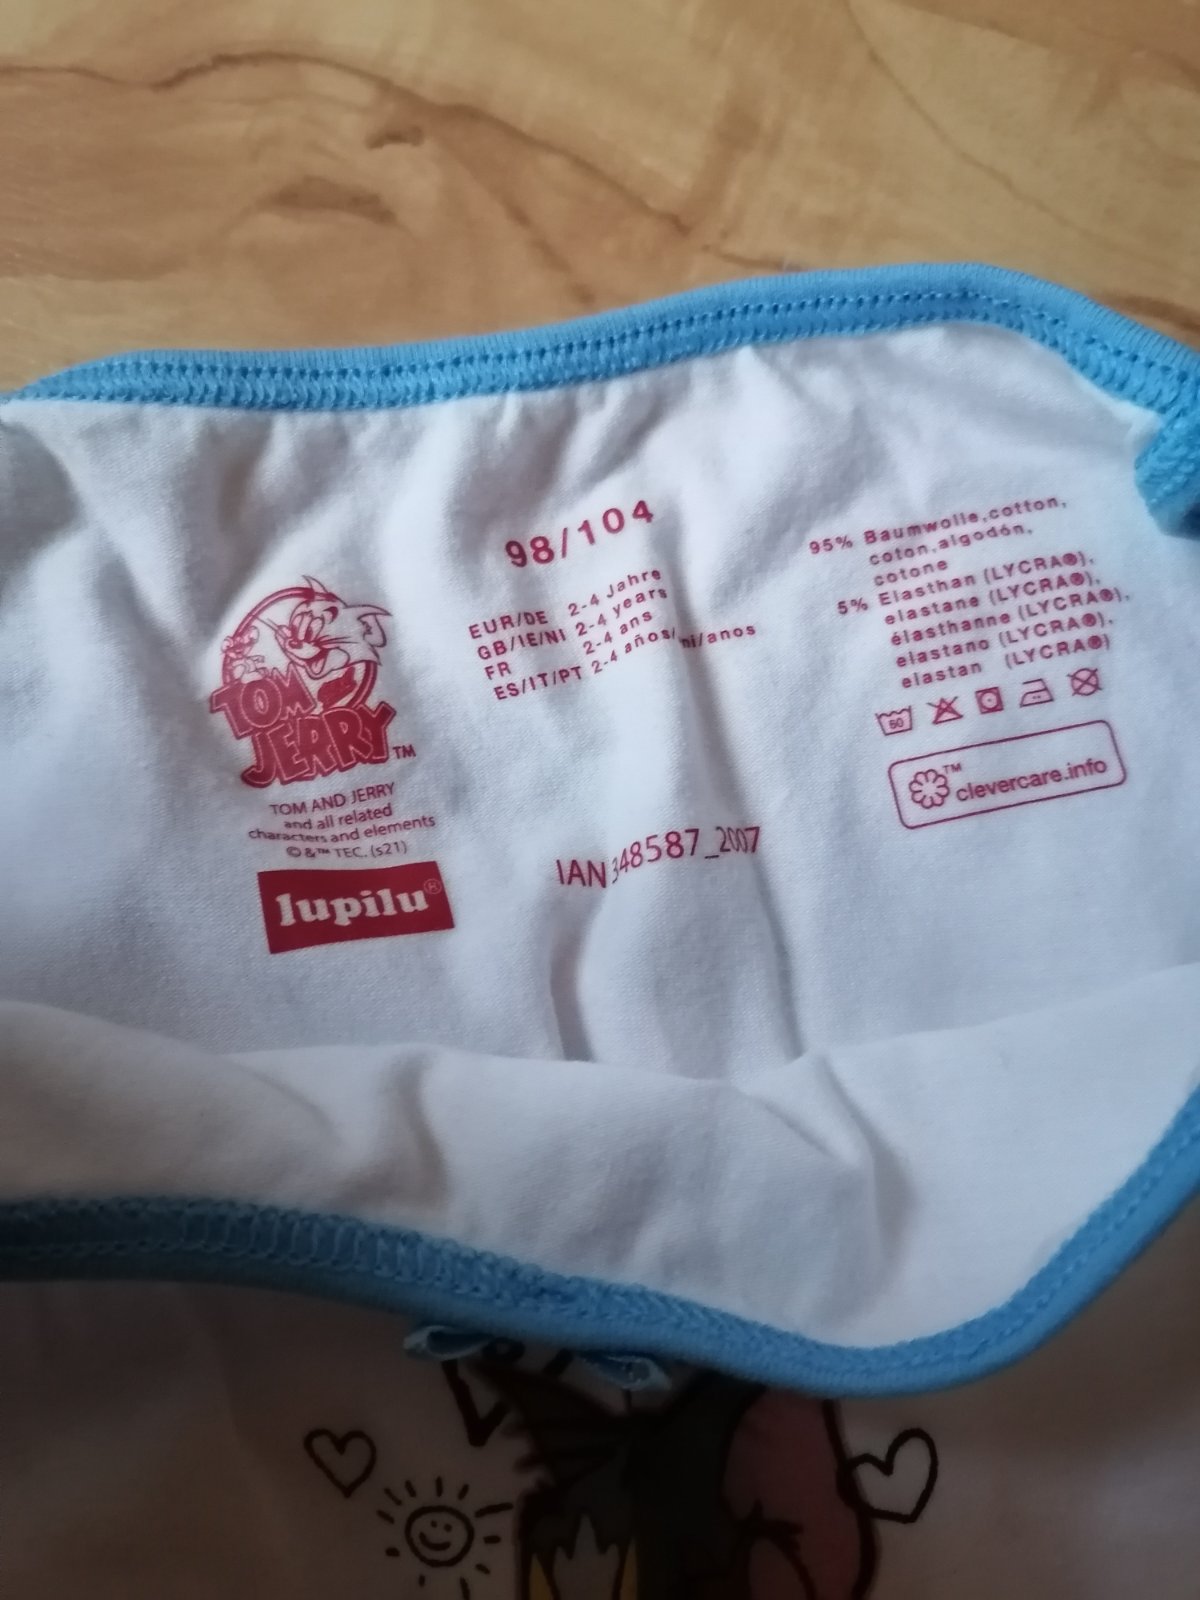 TOM AND
JERRY™
TOM AND JERRY
and all related
characters and elements
©&™ TEC. (s21)
lupilu®
98/104
EUR/DE 2-4 Jahre
GB/IE/NI 2-4 years
FR 2-4 ans
ES/IT/PT 2-4 años/ni/anos
IAN 348587_2007
95% Baumwolle,cotton,
coton,algodón,
cotone
5% Elasthan (LYCRA®),
elastane (LYCRA®),
élasthanne (LYCRA®),
elastano (LYCRA®),
elastan (LYCRA®)
60
™
clevercare.info